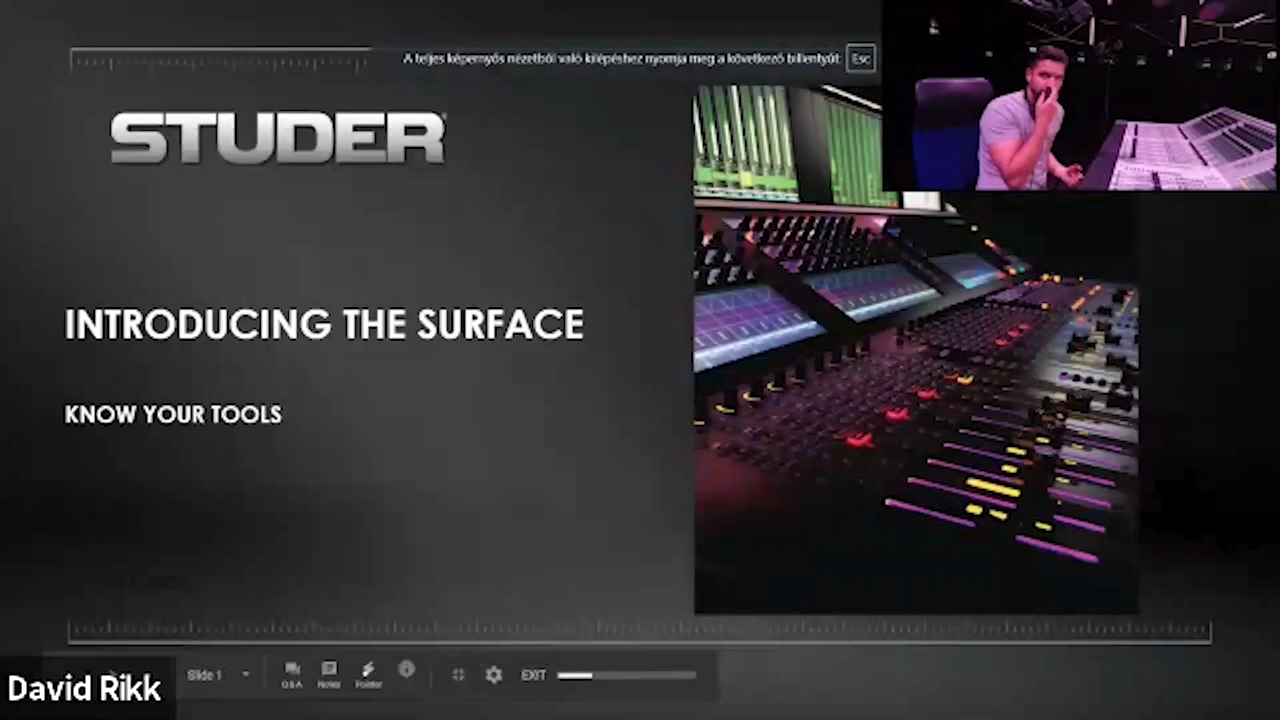 A teljes képernyős nézetből való kilépéshez nyomja meg a következő billentyűt Esc
STUDER
INTRODUCING THE SURFACE
KNOW YOUR TOOLS
Slide 1
Q&A
Notes
Pointer
EXIT
David Rikk